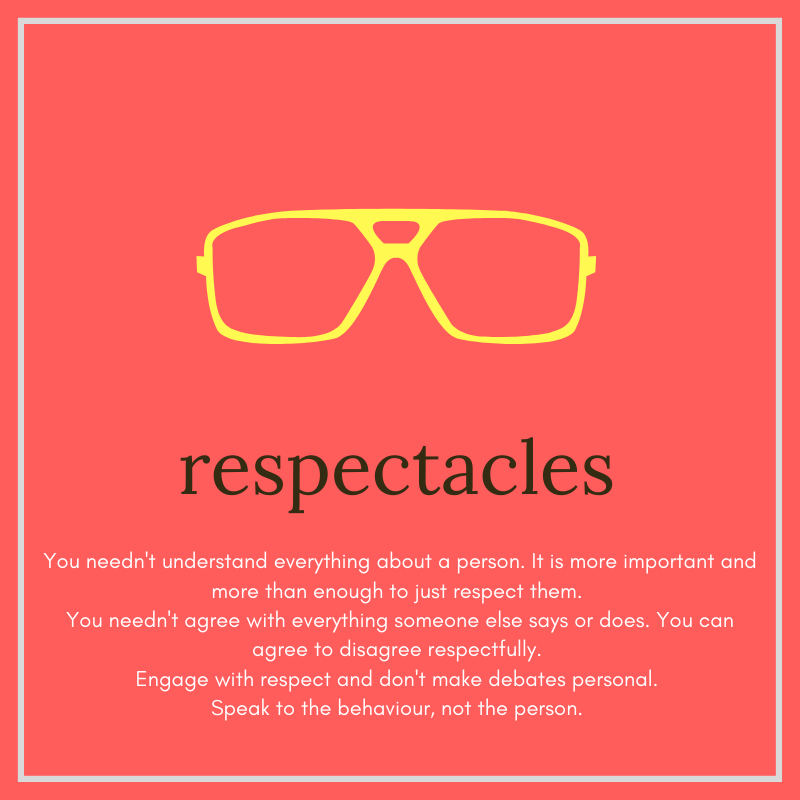 respectacles
You needn't understand everything about a person. It is more important and
more than enough to just respect them.
You needn't agree with everything someone else says or does. You can
agree to disagree respectfully.
Engage with respect and don't make debates personal.
Speak to the behaviour, not the person.